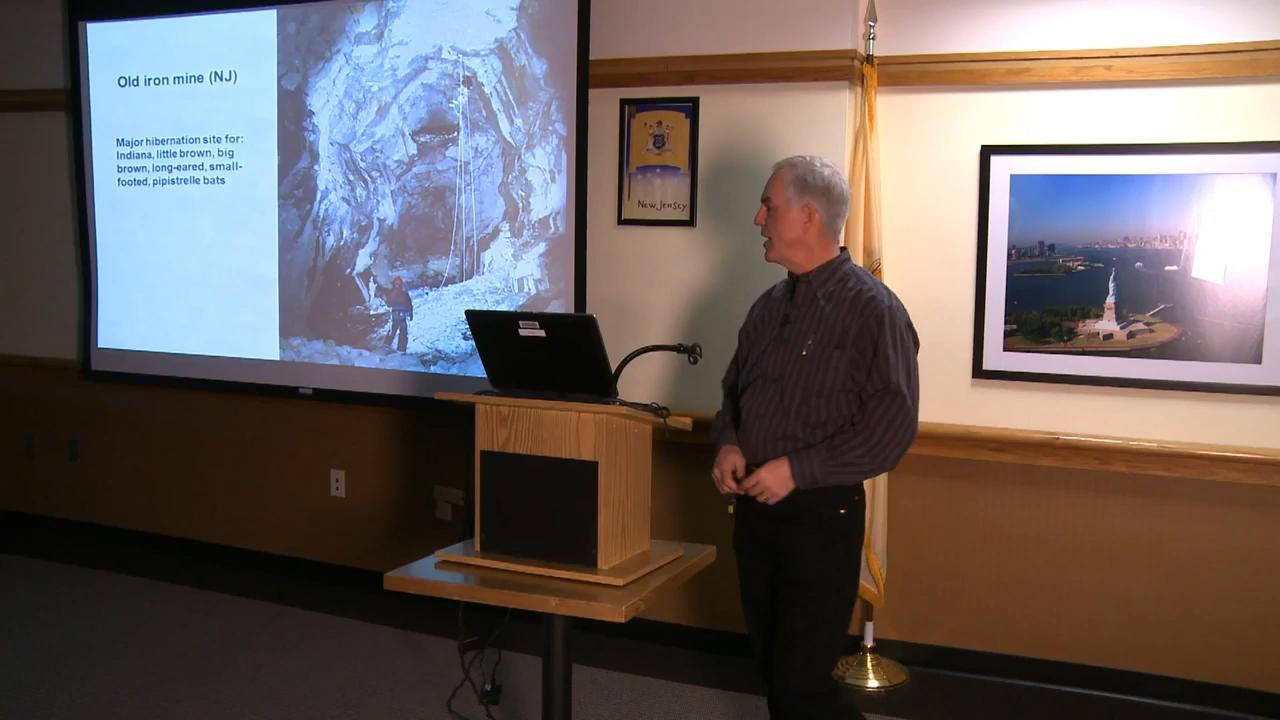 Old iron mine (NJ)
Major hibernation site for:
Indiana, little brown, big
brown, long-eared, small-
footed, pipistrelle bats
New Jersey